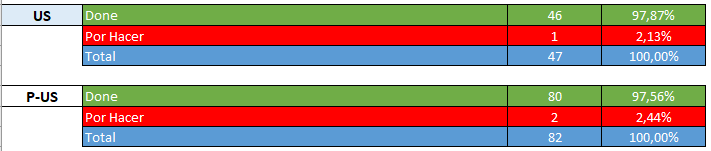 US Done 46 97,87%
Por Hacer 1 2,13%
Total 47 100,00%
P-US Done 80 97,56%
Por Hacer 2 2,44%
Total 82 100,00%